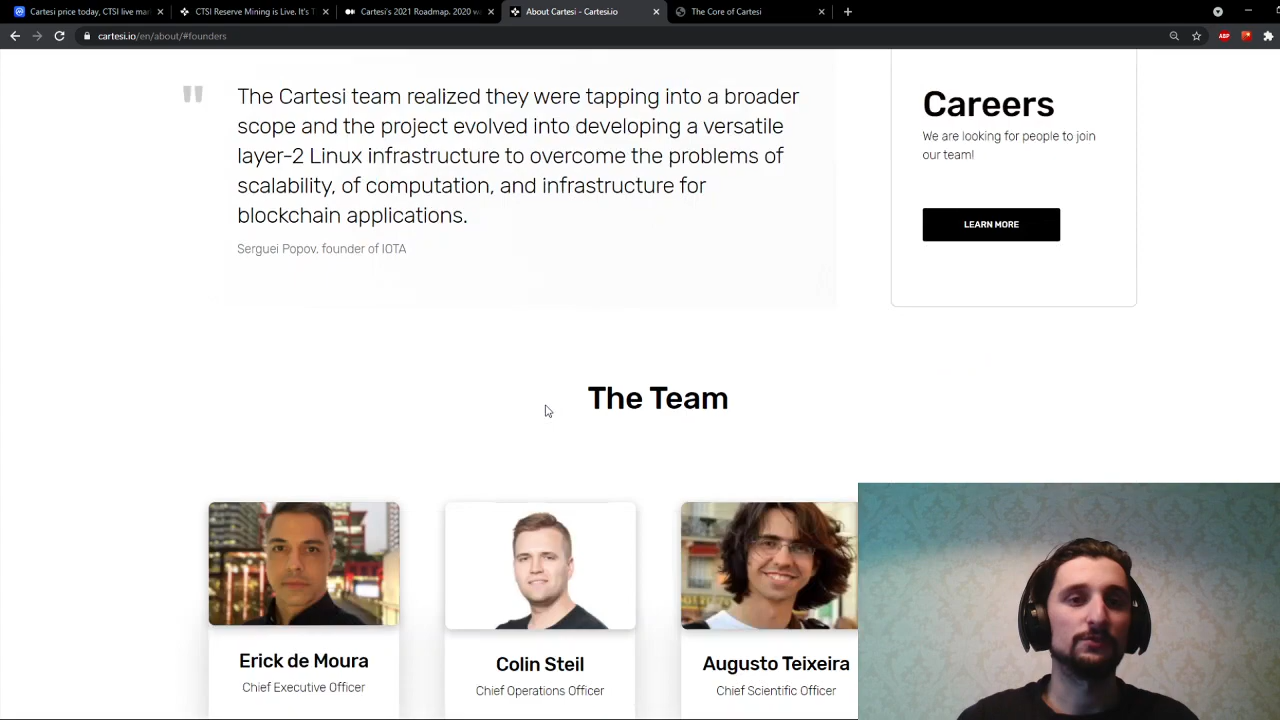 Cartesi price today, CTSI live mar
CTSI Reserve Mining is Live. It's T
Cartesi's 2021 Roadmap. 2020 w
About Cartesi - Cartesi.io
The Core of Cartesi
cartesi.io/en/about/#founders
ABP
"
The Cartesi team realized they were tapping into a broader
scope and the project evolved into developing a versatile
layer-2 Linux infrastructure to overcome the problems of
scalability, of computation, and infrastructure for
blockchain applications.
Serguei Popov, founder of IOTA
Careers
We are looking for people to join
our team!
LEARN MORE
The Team
Erick de Moura
Chief Executive Officer
Colin Steil
Chief Operations Officer
Augusto Teixeira
Chief Scientific Officer